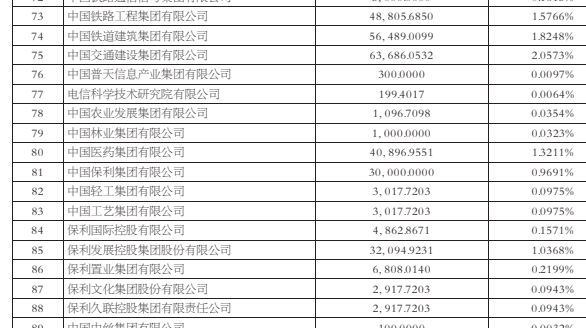 73 中国铁路工程集团有限公司 48,805.6850 1.5766%
74 中国铁道建筑集团有限公司 56,489.0099 1.8248%
75 中国交通建设集团有限公司 63,686.0532 2.0573%
76 中国普天信息产业集团有限公司 300.0000 0.0097%
77 电信科学技术研究院有限公司 199.4017 0.0064%
78 中国农业发展集团有限公司 1,096.7098 0.0354%
79 中国林业集团有限公司 1,000.0000 0.0323%
80 中国医药集团有限公司 40,896.9551 1.3211%
81 中国保利集团有限公司 30,000.0000 0.9691%
82 中国轻工集团有限公司 3,017.7203 0.0975%
83 中国工艺集团有限公司 3,017.7203 0.0975%
84 保利国际控股有限公司 4,862.8671 0.1571%
85 保利发展控股集团股份有限公司 32,094.9231 1.0368%
86 保利置业集团有限公司 6,808.0140 0.2199%
87 保利文化集团股份有限公司 2,917.7203 0.0943%
88 保利久联控股集团有限责任公司 2,917.7203 0.0943%